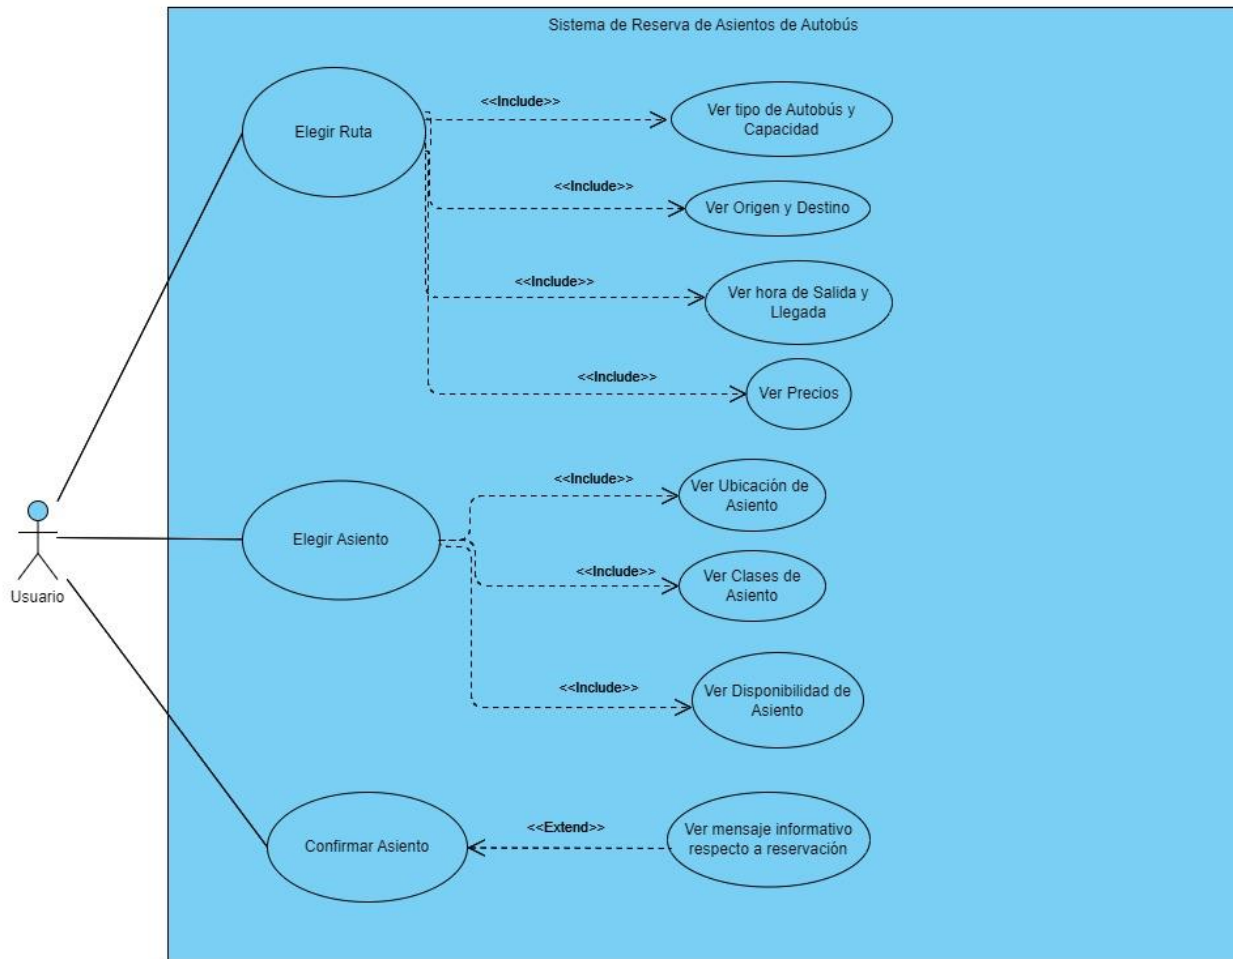 Sistema de Reserva de Asientos de Autobús
Elegir Ruta
<<Include>>
Ver tipo de Autobús y
Capacidad
<<Include>>
Ver Origen y Destino
<<Include>>
Ver hora de Salida y
Llegada
<<Include>>
Ver Precios
Usuario
Elegir Asiento
<<Include>>
Ver Ubicación de
Asiento
<<Include>>
Ver Clases de
Asiento
<<Include>>
Ver Disponibilidad de
Asiento
Confirmar Asiento
<<Extend>>
Ver mensaje informativo
respecto a reservación